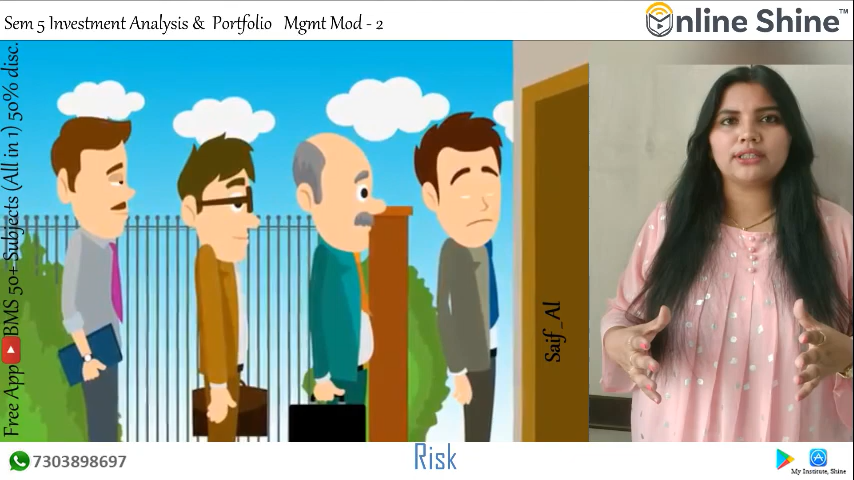 Sem 5 Investment Analysis & Portfolio Mgmt Mod - 2
Online Shine™
Free App BMS 50+ Subjects (All in 1) 50% disc.
Saif_Al
7303898697
Risk
My Institute, Shine